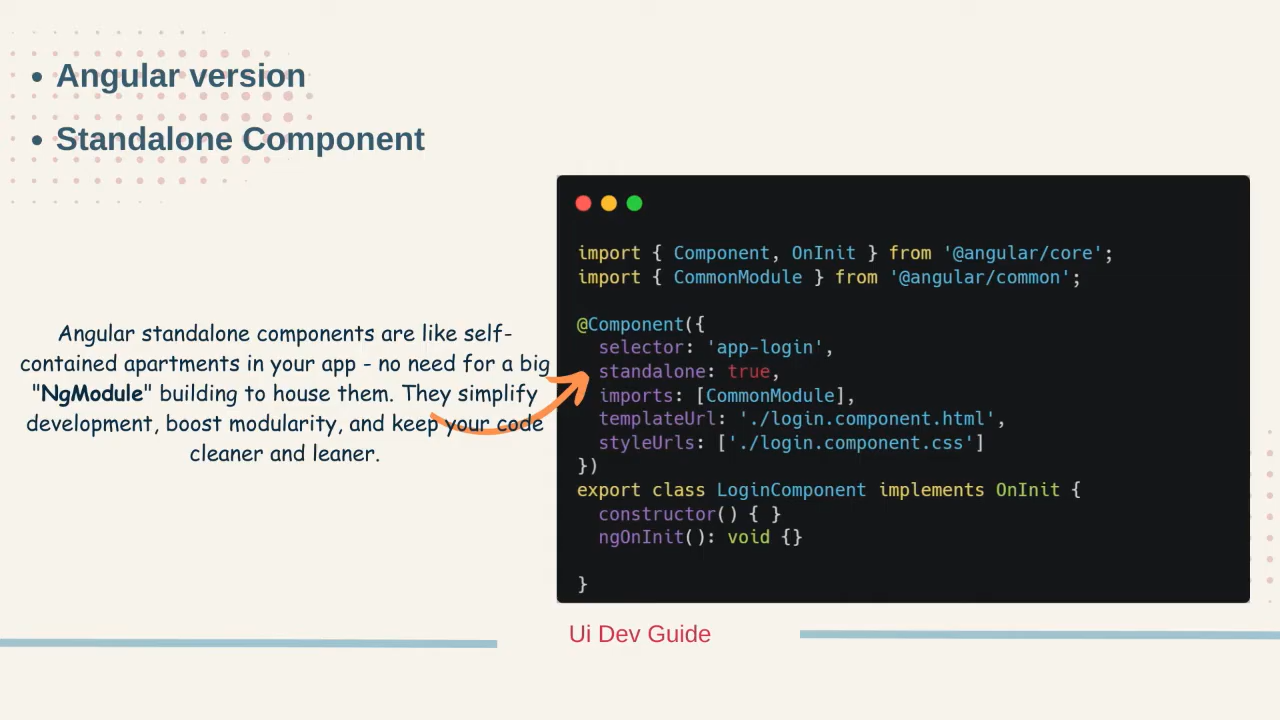 • Angular version
• Standalone Component
Angular standalone components are like self-
contained apartments in your app - no need for a big
"NgModule" building to house them. They simplify
development, boost modularity, and keep your code
cleaner and leaner.
import { Component, OnInit } from '@angular/core';
import { CommonModule } from '@angular/common';
@Component({
  selector: 'app-login',
  standalone: true,
  imports: [CommonModule],
  templateUrl: './login.component.html',
  styleUrls: ['./login.component.css']
})
export class LoginComponent implements OnInit {
  constructor() { }
  ngOnInit(): void {}
}
Ui Dev Guide